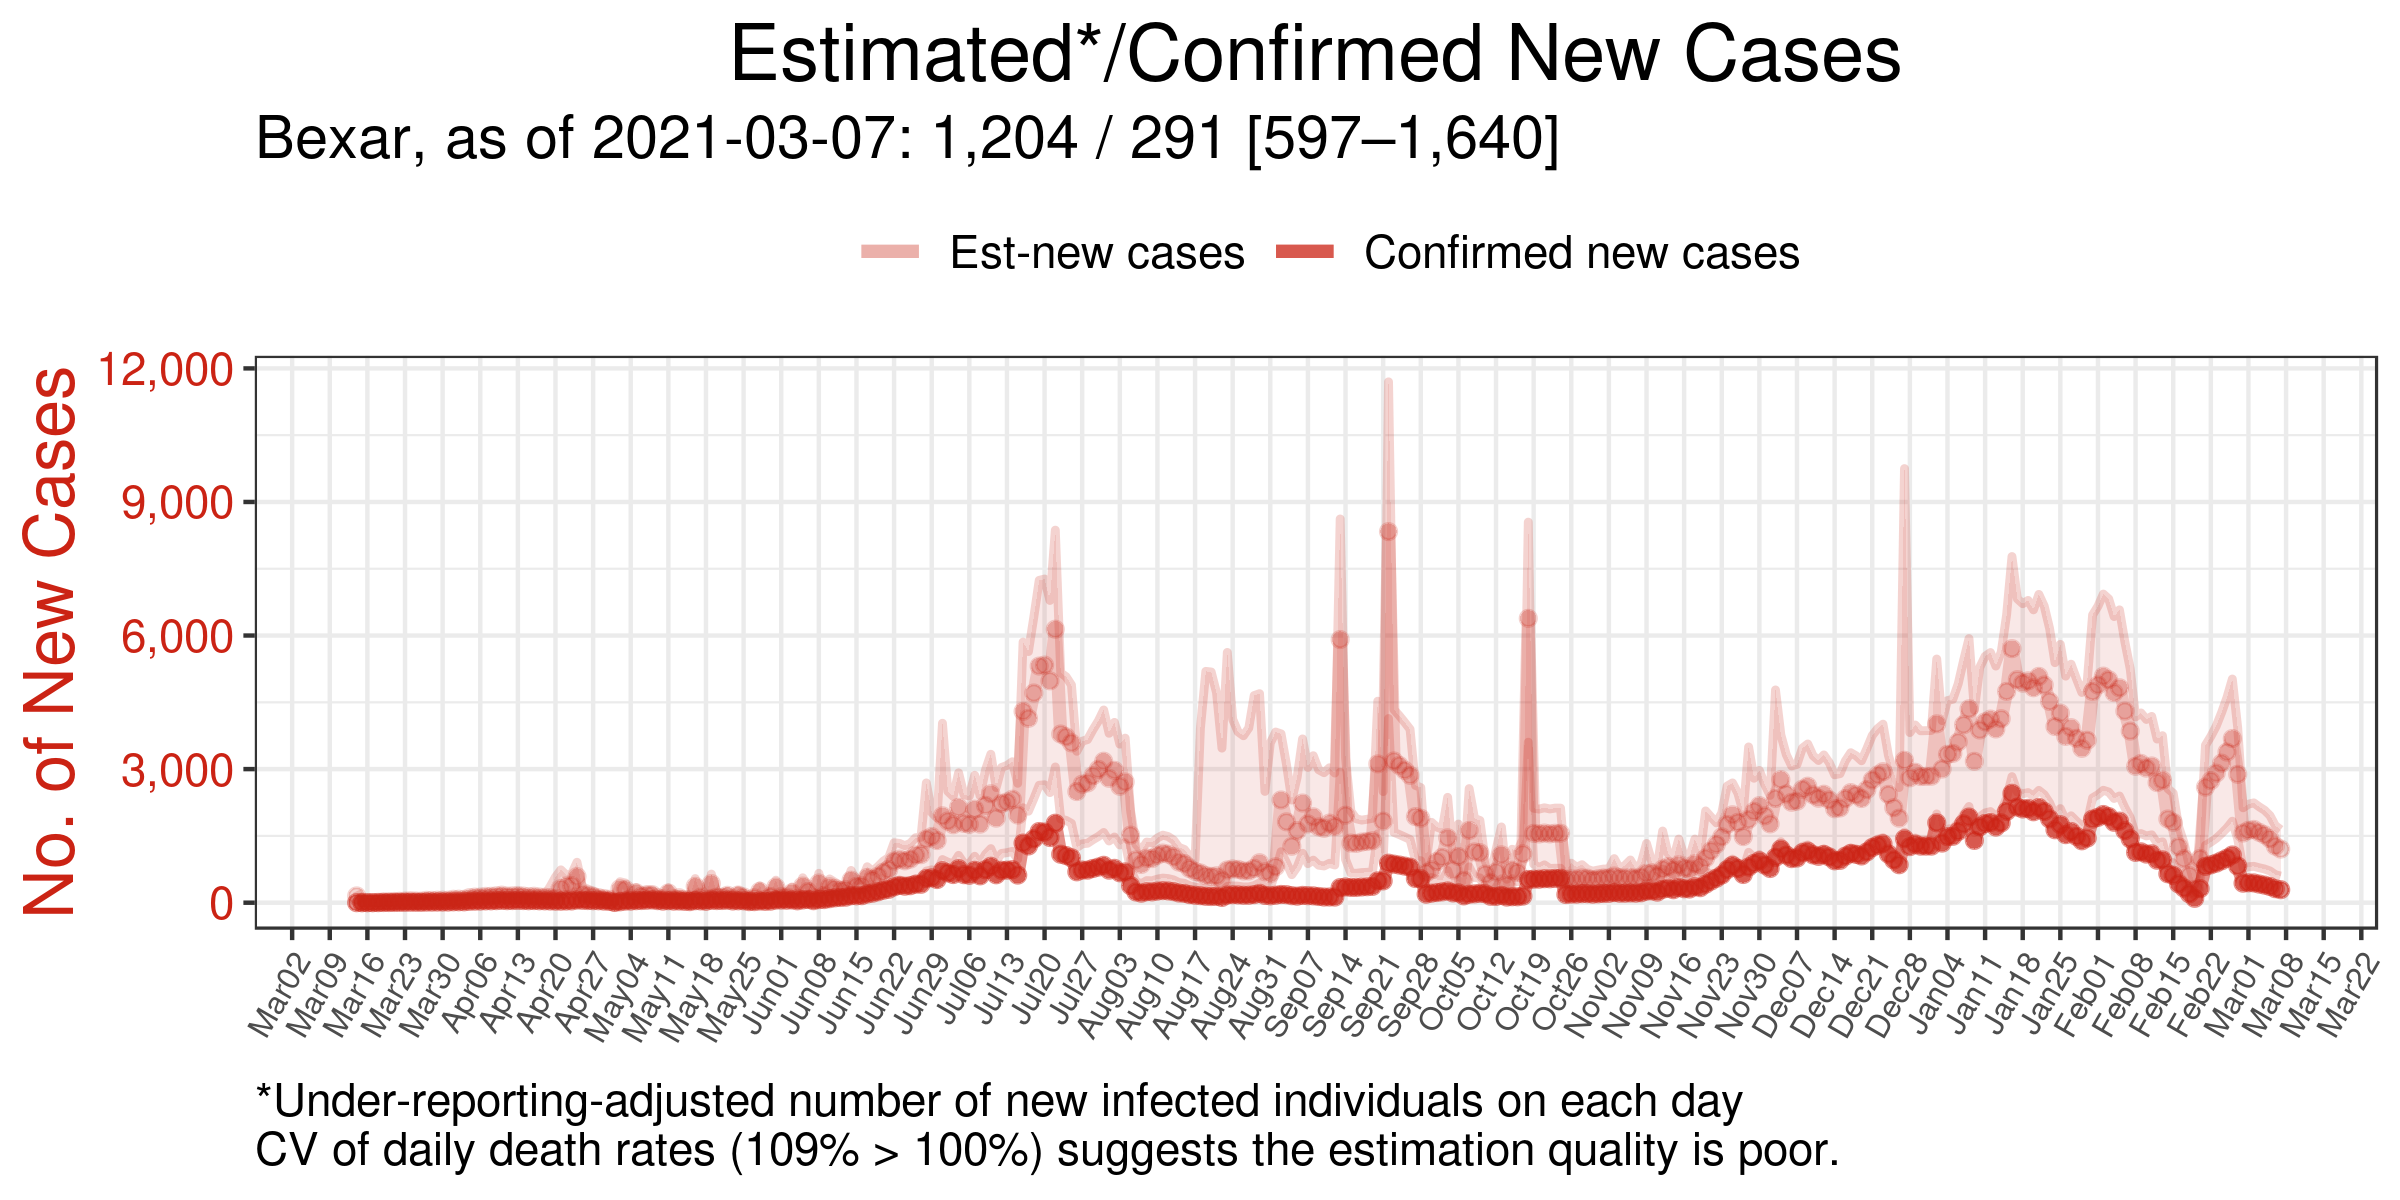 Estimated*/Confirmed New Cases
Bexar, as of 2021-03-07: 1,204 / 291 [597–1,640]
Est-new cases Confirmed new cases
No. of New Cases
12,000
9,000
6,000
3,000
0
Mar02 Mar09 Mar16 Mar23 Mar30 Apr06 Apr13 Apr20 Apr27 May04 May11 May18 May25 Jun01 Jun08 Jun15 Jun22 Jun29 Jul06 Jul13 Jul20 Jul27 Aug03 Aug10 Aug17 Aug24 Aug31 Sep07 Sep14 Sep21 Sep28 Oct05 Oct12 Oct19 Oct26 Nov02 Nov09 Nov16 Nov23 Nov30 Dec07 Dec14 Dec21 Dec28 Jan04 Jan11 Jan18 Jan25 Feb01 Feb08 Feb15 Feb22 Mar01 Mar08 Mar15 Mar22
*Under-reporting-adjusted number of new infected individuals on each day
CV of daily death rates (109% > 100%) suggests the estimation quality is poor.